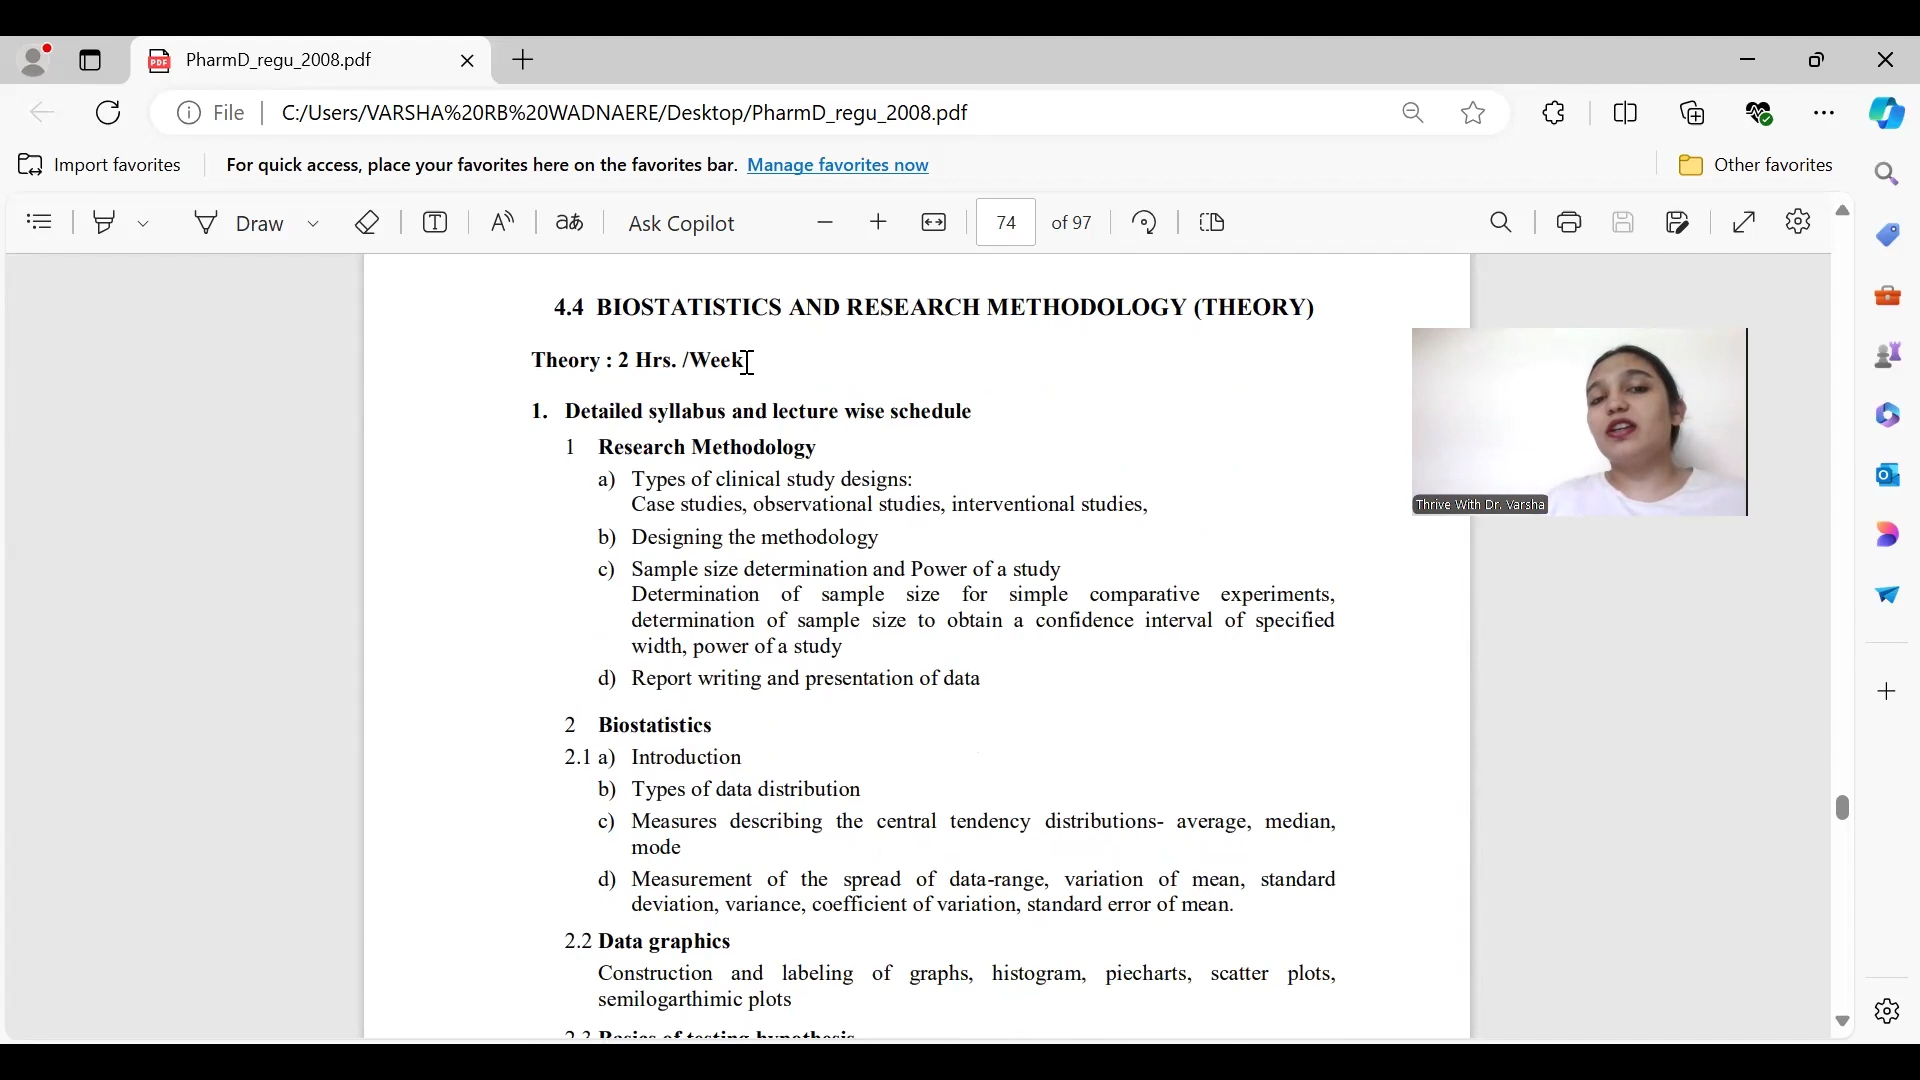 PharmD_regu_2008.pdf
File
C:/Users/VARSHA%20RB%20WADNAERE/Desktop/PharmD_regu_2008.pdf
Import favorites
For quick access, place your favorites here on the favorites bar. Manage favorites now
Other favorites
Draw
Ask Copilot
74 of 97
4.4 BIOSTATISTICS AND RESEARCH METHODOLOGY (THEORY)
Theory : 2 Hrs. /Week
1. Detailed syllabus and lecture wise schedule
1 Research Methodology
a) Types of clinical study designs:
Case studies, observational studies, interventional studies,
b) Designing the methodology
c) Sample size determination and Power of a study
Determination of sample size for simple comparative experiments,
determination of sample size to obtain a confidence interval of specified
width, power of a study
d) Report writing and presentation of data
Thrive With Dr. Varsha
2 Biostatistics
2.1 a) Introduction
b) Types of data distribution
c) Measures describing the central tendency distributions- average, median,
mode
d) Measurement of the spread of data-range, variation of mean, standard
deviation, variance, coefficient of variation, standard error of mean.
2.2 Data graphics
Construction and labeling of graphs, histogram, piecharts, scatter plots,
semilogarthimic plots
2.3 Basics of testing hypothesis